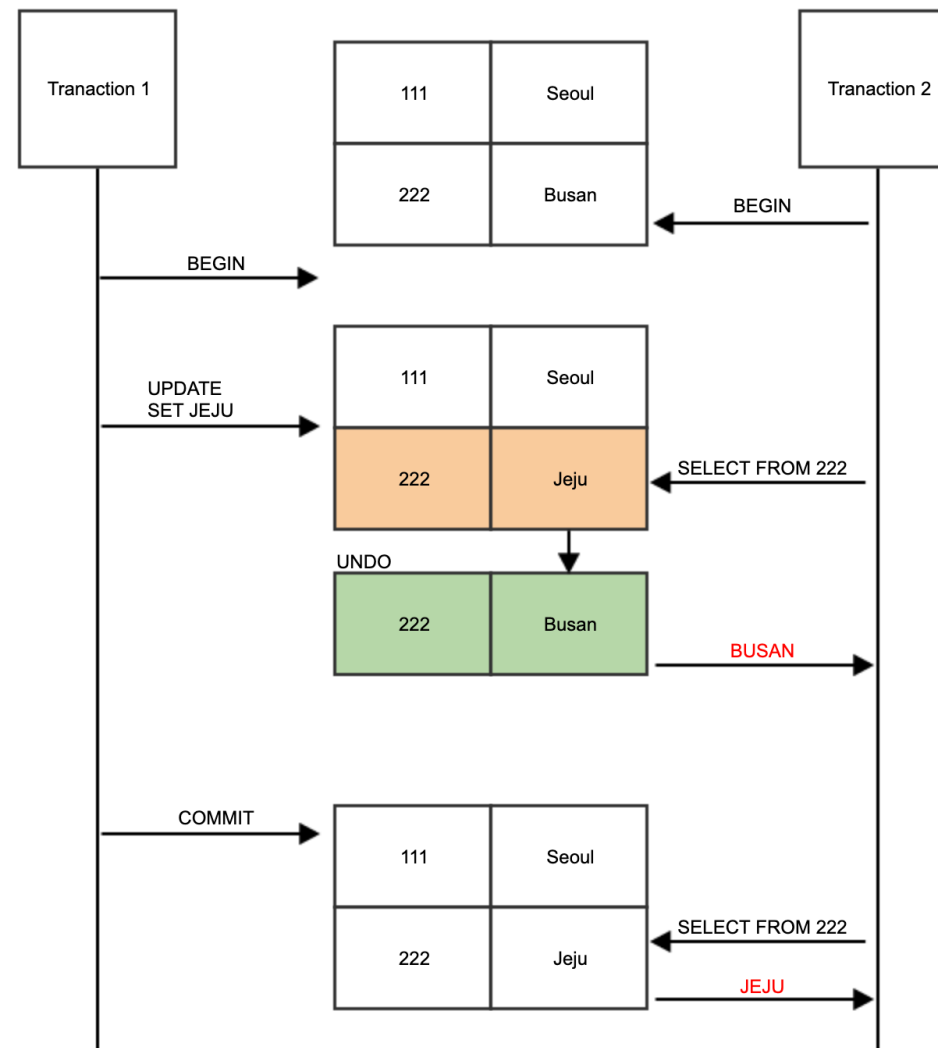 Tranaction 1
111
Seoul
222
Busan
Tranaction 2
BEGIN
BEGIN
UPDATE
SET JEJU
111
Seoul
222
Jeju
SELECT FROM 222
UNDO
222
Busan
BUSAN
COMMIT
111
Seoul
222
Jeju
SELECT FROM 222
JEJU